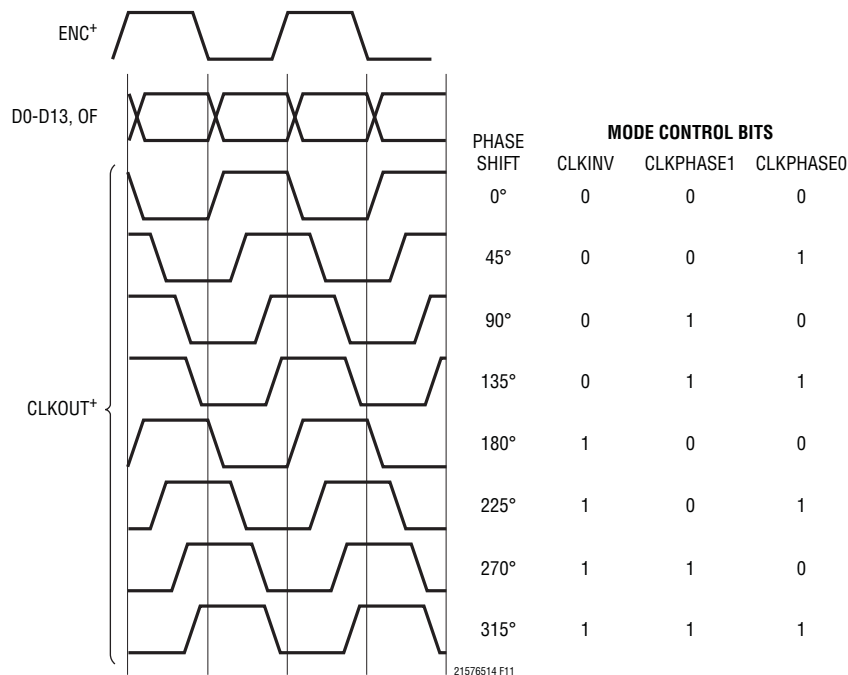 ENC+
D0-D13, OF
MODE CONTROL BITS
PHASE
SHIFT CLKINV CLKPHASE1 CLKPHASE0
0° 0 0 0
45° 0 0 1
90° 0 1 0
135° 0 1 1
CLKOUT+
180° 1 0 0
225° 1 0 1
270° 1 1 0
315° 1 1 1
21576514 F11